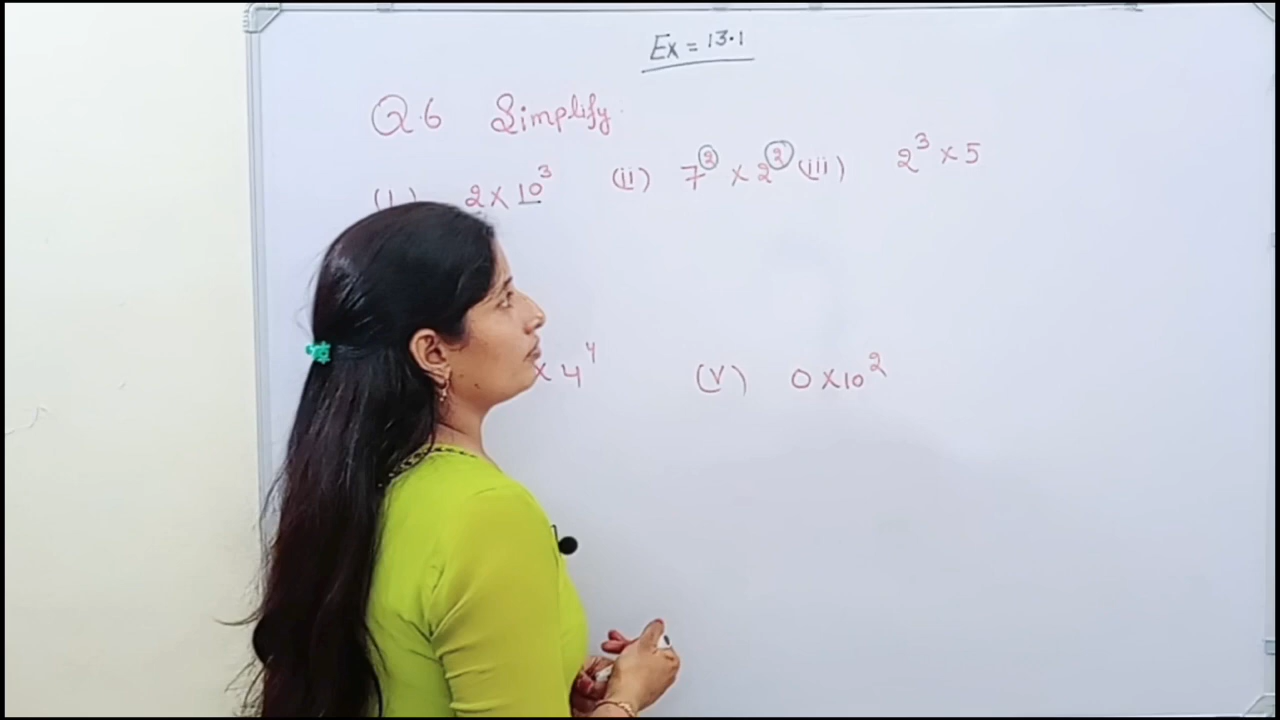 Ex = 13.1
Q.6 Simplify.
(i) 2 × 10³ (ii) 7² × 2² (iii) 2³ × 5
× 4⁴ (V) 0 × 10²